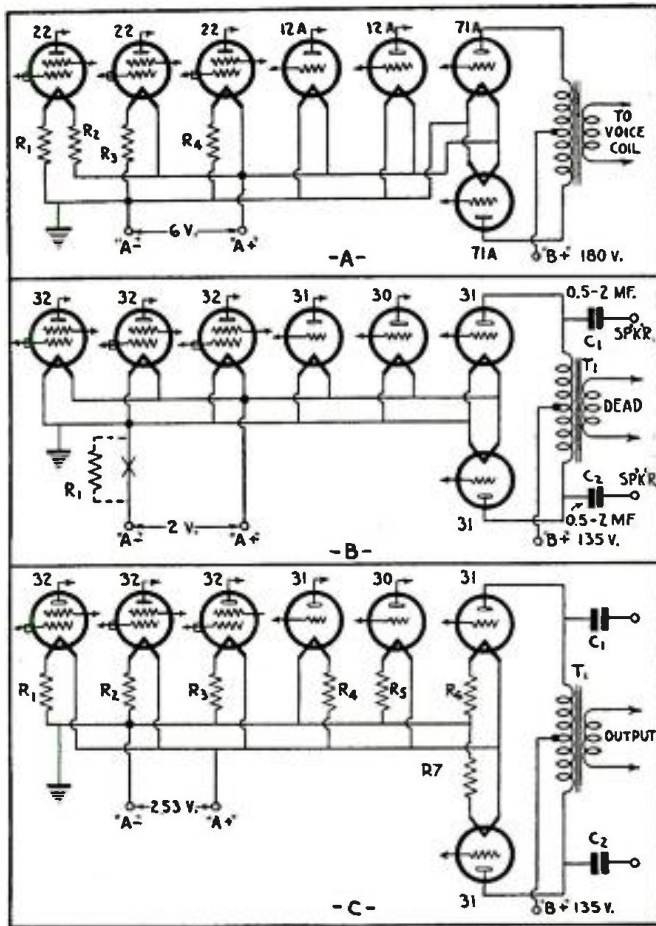 22 22 22 12A 12A 71A
R1 R2 R3 R4
TO VOICE COIL
"A-" 6 V. "A+"
71A
-A-
"B+" 180 V.
32 32 32 31 30 31
0.5-2 MF.
C1 SPKR.
T1
DEAD
R1
C2 SPKR.
"A-" 2 V. "A+"
31
0.5-2 MF
-B-
"B+" 135 V.
32 32 32 31 30 31
C1
R1 R2 R3 R4 R5 R6
T1
OUTPUT
R7
"A-" 2.53 V. "A+"
C2
31
-C-
"B+" 135 V.